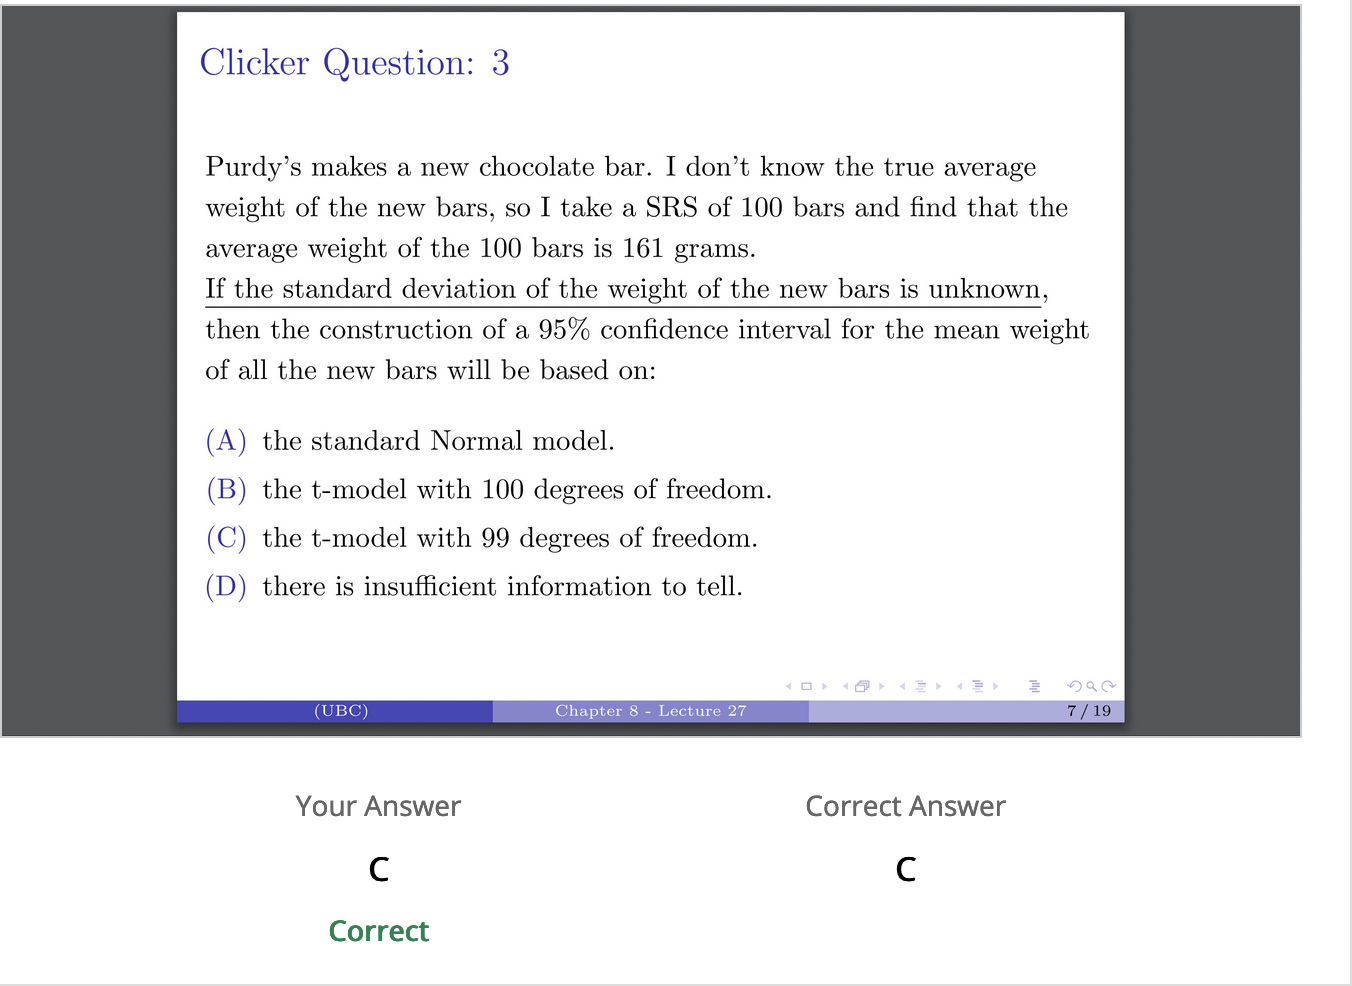 Clicker Question: 3
Purdy's makes a new chocolate bar. I don't know the true average
weight of the new bars, so I take a SRS of 100 bars and find that the
average weight of the 100 bars is 161 grams.
If the standard deviation of the weight of the new bars is unknown,
then the construction of a 95% confidence interval for the mean weight
of all the new bars will be based on:
(A) the standard Normal model.
(B) the t-model with 100 degrees of freedom.
(C) the t-model with 99 degrees of freedom.
(D) there is insufficient information to tell.
(UBC) Chapter 8 - Lecture 27 7 / 19
Your Answer Correct Answer
C C
Correct